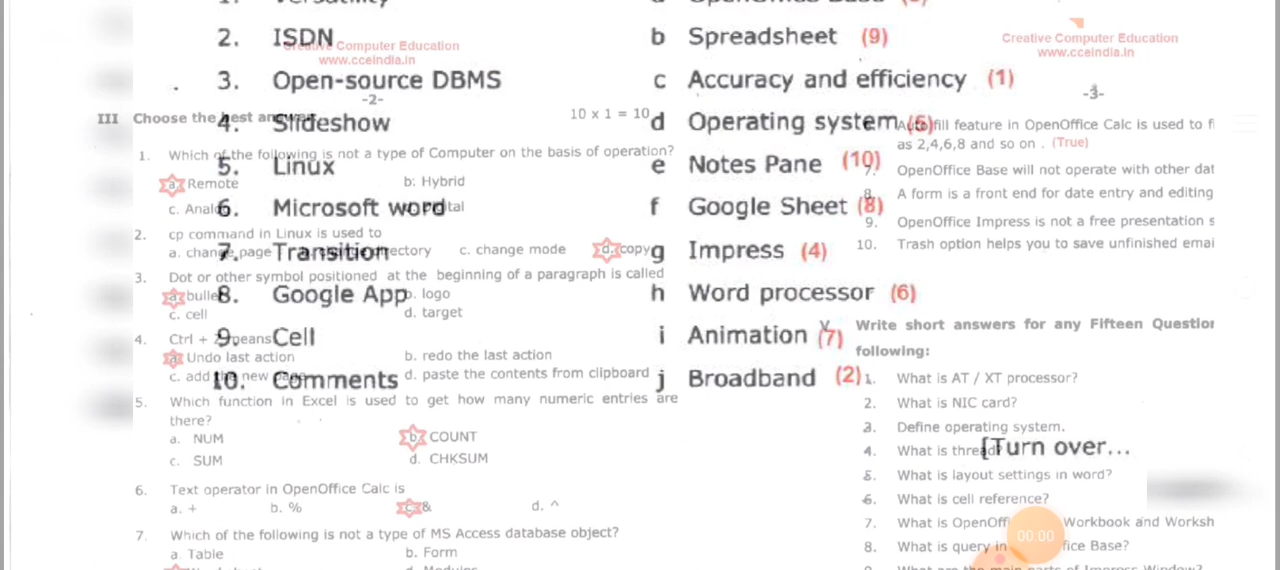 2. ISDN
b Spreadsheet (9)
Creative Computer Education
www.cceindia.in
Creative Computer Education
www.cceindia.in
3. Open-source DBMS
c Accuracy and efficiency (1)
-2-
-3-
4. Slideshow
d Operating system (5)
5. Linux
e Notes Pane (10)
6. Microsoft word
f Google Sheet (8)
7. Transition
g Impress (4)
8. Google App
h Word processor (6)
9. Cell
i Animation (7)
10. Comments
j Broadband (2)
[Turn over...
III Choose the best 10 x 1 = 10
1. Which of the following is not a type of Computer on the basis of operation?
a. Remote b. Hybrid
c.
2. cp command in Linux is used to
a. change page c. change mode d. copy
3. Dot or other symbol positioned at the beginning of a paragraph is called
a. b. logo
c. cell d. target
4. Ctrl +
a. Undo last action b. redo the last action
c. add new d. paste the contents from clipboard
5. Which function in Excel is used to get how many numeric entries are
there?
a. NUM b. COUNT
c. SUM d. CHKSUM
6. Text operator in OpenOffice Calc is
a. + b. % c. & d. ^
7. Which of the following is not a type of MS Access database object?
a. Table b. Form
fill feature in OpenOffice Calc is used to
as 2,4,6,8 and so on . (True)
7. OpenOffice Base will not operate with other
8. A form is a front end for date entry and editing
9. OpenOffice Impress is not a free presentation
10. Trash option helps you to save unfinished
V Write short answers for any Fifteen
following:
1. What is AT / XT processor?
2. What is NIC card?
3. Define operating system.
4. What is
5. What is layout settings in word?
6. What is cell reference?
7. What is Workbook and
8. What is query in Base?
00:00